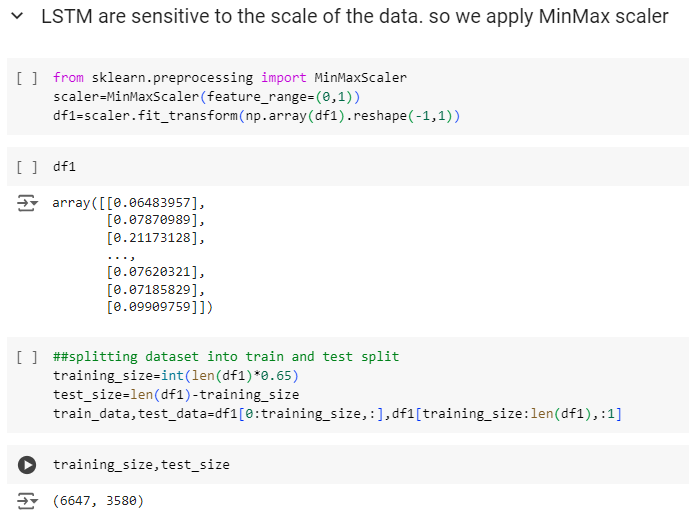 LSTM are sensitive to the scale of the data. so we apply MinMax scaler
[ ] from sklearn.preprocessing import MinMaxScaler
scaler=MinMaxScaler(feature_range=(0,1))
df1=scaler.fit_transform(np.array(df1).reshape(-1,1))
[ ] df1
array([[0.06483957],
[0.07870989],
[0.21173128],
...,
[0.07620321],
[0.07185829],
[0.09909759]])
[ ] ##splitting dataset into train and test split
training_size=int(len(df1)*0.65)
test_size=len(df1)-training_size
train_data,test_data=df1[0:training_size,:],df1[training_size:len(df1),:1]
training_size,test_size
(6647, 3580)